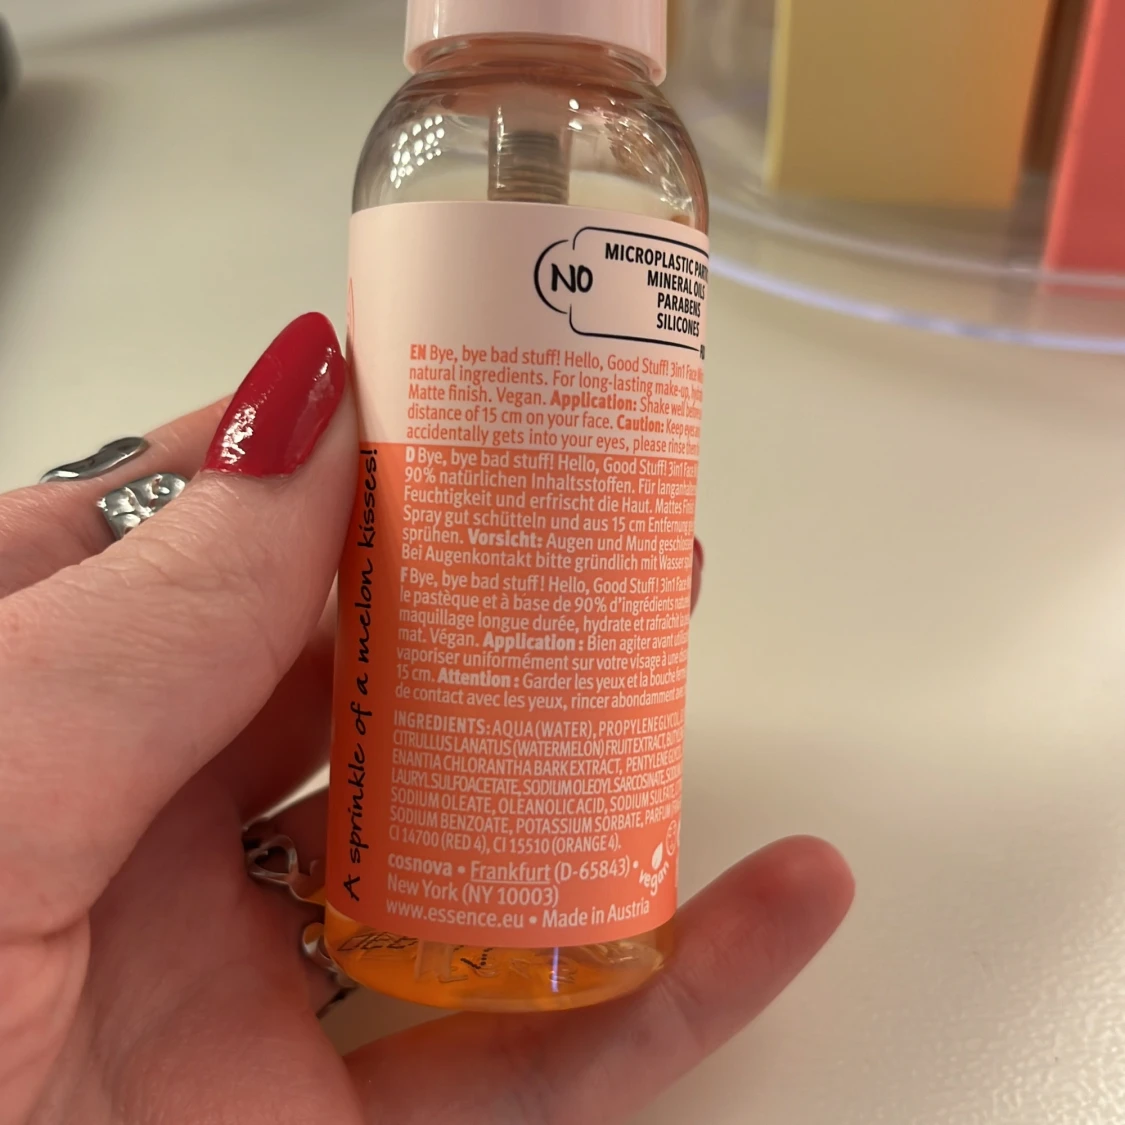 NO
MICROPLASTIC
MINERAL OILS
PARABENS
SILICONES
EN Bye, bye bad stuff! Hello, Good Stuff! 3in1 Face
natural ingredients. For long-lasting make-up,
Matte finish. Vegan. Application: Shake well
distance of 15 cm on your face. Caution: Keep eyes
accidentally gets into your eyes, please rinse
D Bye, bye bad stuff! Hello, Good Stuff! 3in1 Face
90% natürlichen Inhaltsstoffen. Für
Feuchtigkeit und erfrischt die Haut. Mattes
Spray gut schütteln und aus 15 cm Entfernung
sprühen. Vorsicht: Augen und Mund
Bei Augenkontakt bitte gründlich mit Wasser
F Bye, bye bad stuff! Hello, Good Stuff! 3in1 Face
le pastèque et à base de 90% d'ingrédients
maquillage longue durée, hydrate et rafraîchit
mat. Végan. Application : Bien agiter avant
vaporiser uniformément sur votre visage à une
15 cm. Attention : Garder les yeux et la bouche
de contact avec les yeux, rincer abondamment
INGREDIENTS: AQUA (WATER), PROPYLENE GLYCOL,
CITRULLUS LANATUS (WATERMELON) FRUIT EXTRACT,
ENANTIA CHLORANTHA BARK EXTRACT, PENTYLENE
LAURYL SULFOACETATE, SODIUM OLEOYL SARCOSINATE,
SODIUM OLEATE, OLEANOLIC ACID, SODIUM
SODIUM BENZOATE, POTASSIUM SORBATE, PARFUM
CI 14700 (RED 4), CI 15510 (ORANGE 4).
cosnova • Frankfurt (D-65843) •
New York (NY 10003)
www.essence.eu • Made in Austria
vegan
A sprinkle of a melon kisses!